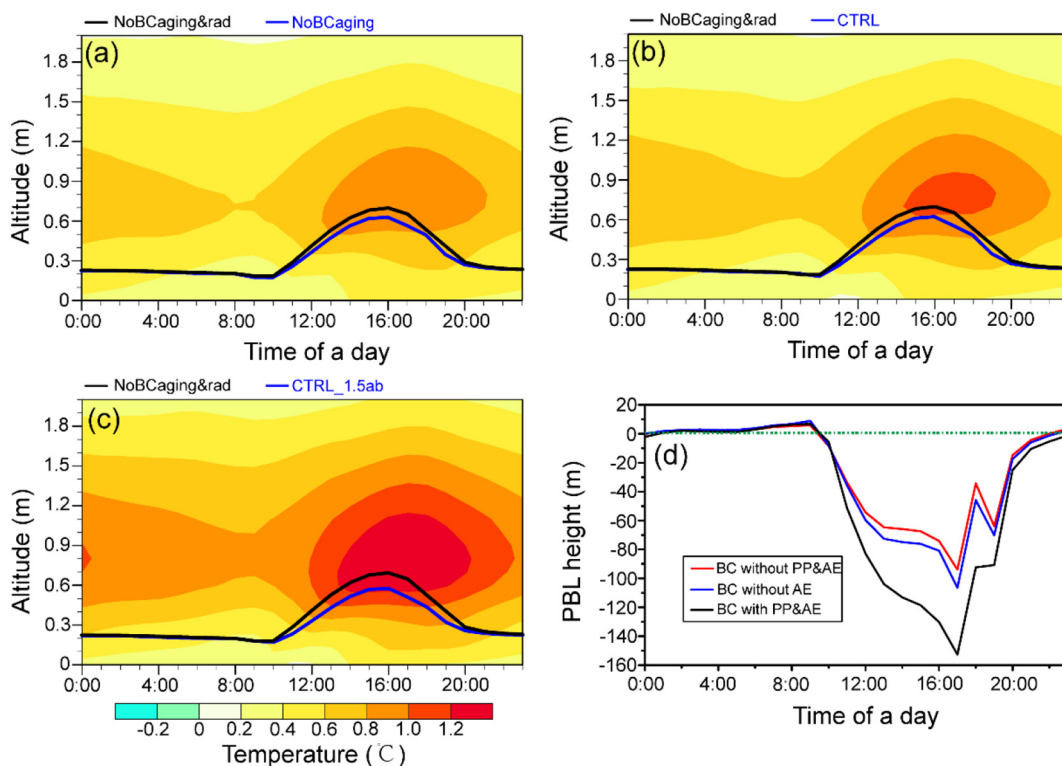 NoBCaging&rad NoBCaging
(a)
Altitude (m)
1.8
1.5
1.2
0.9
0.6
0.3
0
0:00 4:00 8:00 12:00 16:00 20:00
Time of a day
NoBCaging&rad CTRL
(b)
Altitude (m)
1.8
1.5
1.2
0.9
0.6
0.3
0
0:00 4:00 8:00 12:00 16:00 20:00
Time of a day
NoBCaging&rad CTRL_1.5ab
(c)
Altitude (m)
1.8
1.5
1.2
0.9
0.6
0.3
0
0:00 4:00 8:00 12:00 16:00 20:00
-0.2 0 0.2 0.4 0.6 0.8 1.0 1.2
Temperature (℃)
(d)
PBL height (m)
20
0
-20
-40
-60
-80
-100
-120
-140
-160
BC without PP&AE
BC without AE
BC with PP&AE
0:00 4:00 8:00 12:00 16:00 20:00
Time of a day